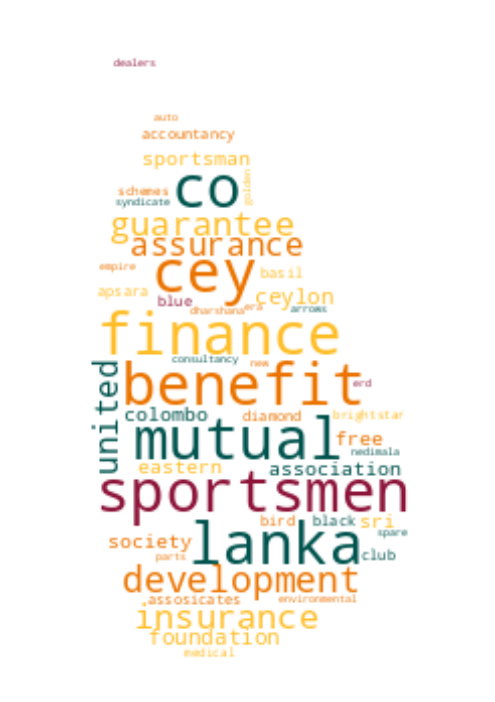 dealers
auto
accountancy
sportsman
golden
schemes
co
syndicate
guarantee
assurance
empire
cey
basil
apsara
blue
ceylon
dharshana
era
arrows
finance
consultancy
new
united
benefit
erd
colombo
diamond
brightstar
mutual
free
nedimala
eastern
association
sportsmen
bird
black
sri
lanka
spare
society
parts
club
development
assosicates
environmental
insurance
foundation
medical